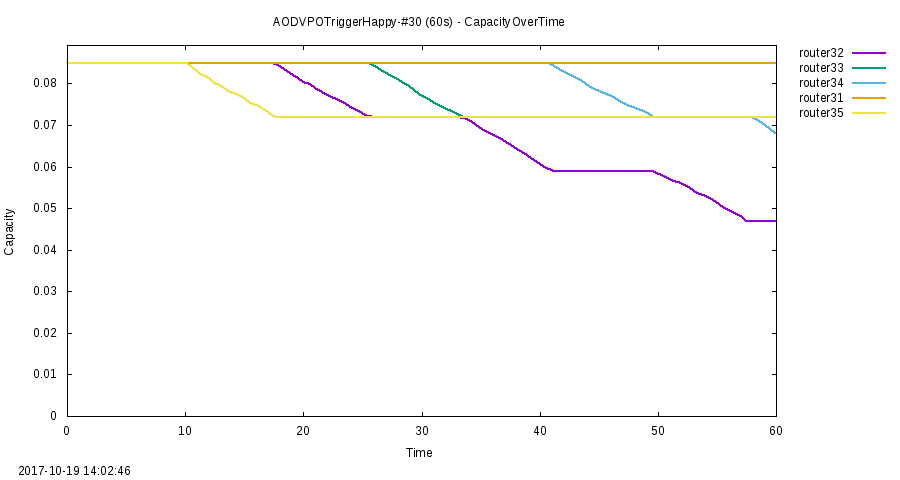 AODVPOTriggerHappy-#30 (60s) - CapacityOverTime
router32
router33
router34
router31
router35
0.08
0.07
0.06
0.05
0.04
0.03
0.02
0.01
0
Capacity
0 10 20 30 40 50 60
Time
2017-10-19 14:02:46